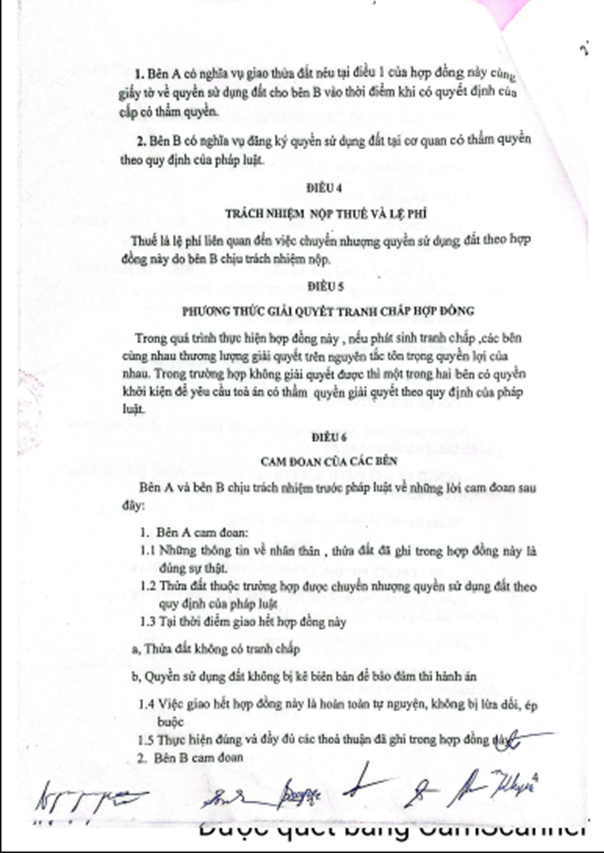 1. Bên A có nghĩa vụ giao thửa đất nêu tại điều 1 của hợp đồng này cùng
giấy tờ về quyền sử dụng đất cho bên B vào thời điểm khi có quyết định của
cấp có thẩm quyền.
2. Bên B có nghĩa vụ đăng ký quyền sử dụng đất tại cơ quan có thẩm quyền
theo quy định của pháp luật.
ĐIỀU 4
TRÁCH NHIỆM NỘP THUẾ VÀ LỆ PHÍ
Thuế là lệ phí liên quan đến việc chuyển nhượng quyền sử dụng đất theo hợp
đồng này do bên B chịu trách nhiệm nộp.
ĐIỀU 5
PHƯƠNG THỨC GIẢI QUYẾT TRANH CHẤP HỢP ĐỒNG
Trong quá trình thực hiện hợp đồng này , nếu phát sinh tranh chấp ,các bên
cùng nhau thương lượng giải quyết trên nguyên tắc tôn trọng quyền lợi của
nhau. Trong trường hợp không giải quyết được thì một trong hai bên có quyền
khởi kiện để yêu cầu toà án có thẩm quyền giải quyết theo quy định của pháp
luật.
ĐIỀU 6
CAM ĐOAN CỦA CÁC BÊN
Bên A và bên B chịu trách nhiệm trước pháp luật về những lời cam đoan sau
đây:
1. Bên A cam đoan:
1.1 Những thông tin về nhân thân , thửa đất đã ghi trong hợp đồng này là
đúng sự thật.
1.2 Thửa đất thuộc trường hợp được chuyển nhượng quyền sử dụng đất theo
quy định của pháp luật
1.3 Tại thời điểm giao hết hợp đồng này
a, Thửa đất không có tranh chấp
b, Quyền sử dụng đất không bị kê biên bản để bảo đảm thi hành án
1.4 Việc giao hết hợp đồng này là hoàn toàn tự nguyện, không bị lừa dối, ép
buộc
1.5 Thực hiện đúng và đầy đủ các thoả thuận đã ghi trong hợp đồng này
2. Bên B cam đoan
Được quét bằng CamScanner